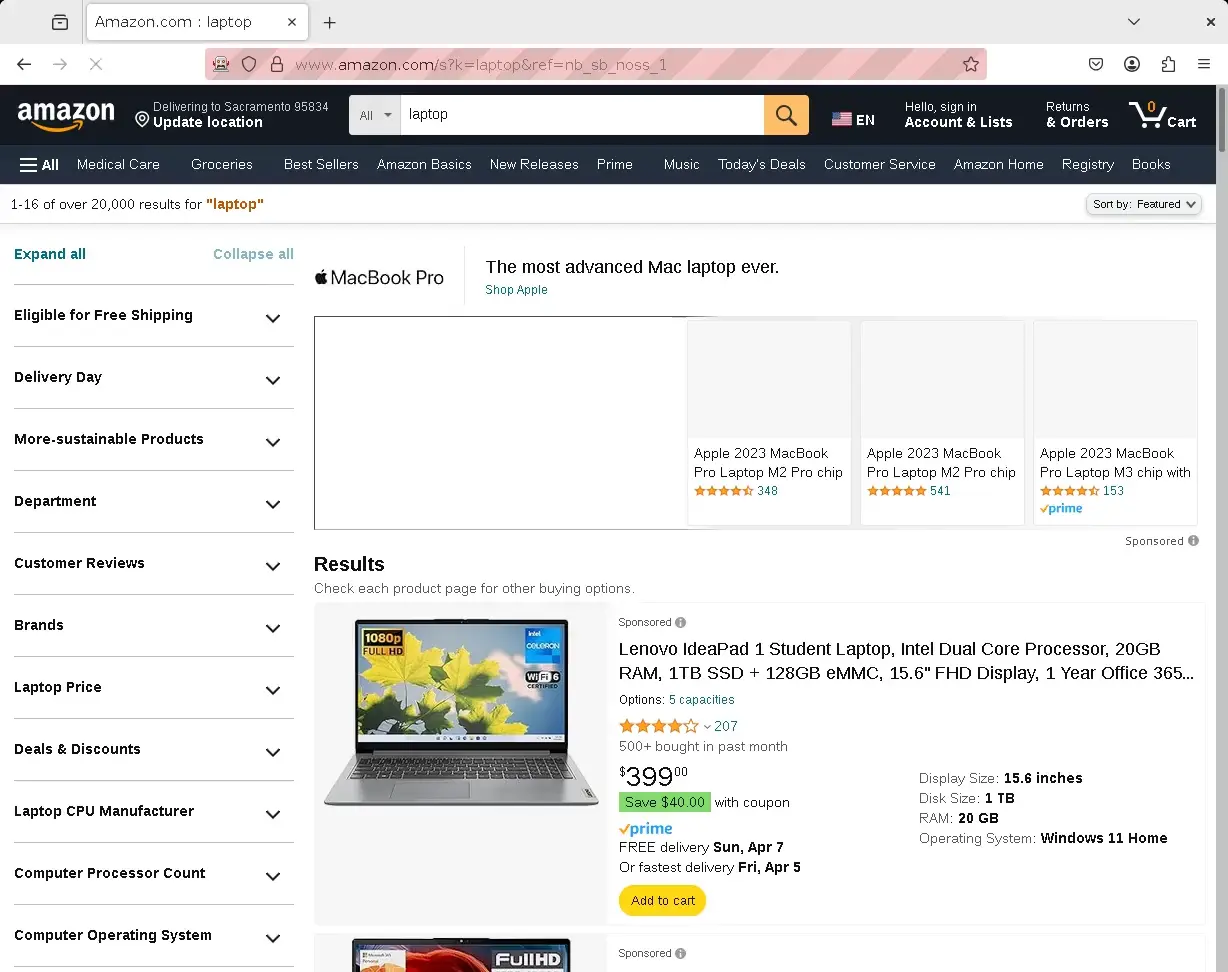 Amazon.com : laptop
www.amazon.com/s?k=laptop&ref=nb_sb_noss_1
amazon
Delivering to Sacramento 95834
Update location
All
laptop
EN
Hello, sign in
Account & Lists
Returns
& Orders
0
Cart
All
Medical Care
Groceries
Best Sellers
Amazon Basics
New Releases
Prime
Music
Today's Deals
Customer Service
Amazon Home
Registry
Books
1-16 of over 20,000 results for "laptop"
Sort by: Featured
Expand all
Collapse all
Eligible for Free Shipping
Delivery Day
More-sustainable Products
Department
Customer Reviews
Brands
Laptop Price
Deals & Discounts
Laptop CPU Manufacturer
Computer Processor Count
Computer Operating System
MacBook Pro
The most advanced Mac laptop ever.
Shop Apple
Apple 2023 MacBook
Pro Laptop M2 Pro chip
348
Apple 2023 MacBook
Pro Laptop M2 Pro chip
541
Apple 2023 MacBook
Pro Laptop M3 chip with
153
prime
Sponsored
Results
Check each product page for other buying options.
1080p
FULL HD
intel
CELERON
Wi Fi 6
CERTIFIED
Sponsored
Lenovo IdeaPad 1 Student Laptop, Intel Dual Core Processor, 20GB
RAM, 1TB SSD + 128GB eMMC, 15.6" FHD Display, 1 Year Office 365...
Options: 5 capacities
207
500+ bought in past month
$39900
Save $40.00 with coupon
prime
FREE delivery Sun, Apr 7
Or fastest delivery Fri, Apr 5
Add to cart
Display Size: 15.6 inches
Disk Size: 1 TB
RAM: 20 GB
Operating System: Windows 11 Home
FullHD
Sponsored